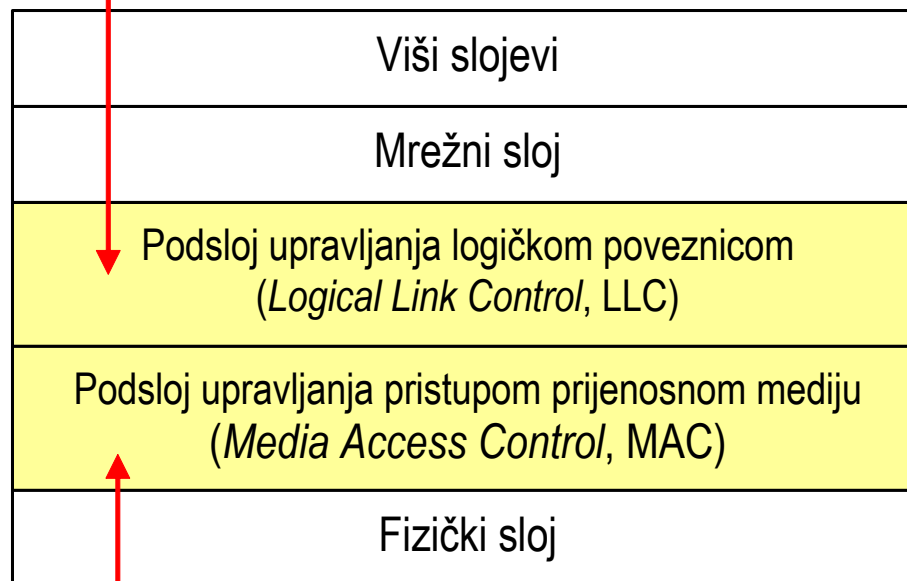 Viši slojevi
Mrežni sloj
Podsloj upravljanja logičkom poveznicom
(Logical Link Control, LLC)
Podsloj upravljanja pristupom prijenosnom mediju
(Media Access Control, MAC)
Fizički sloj